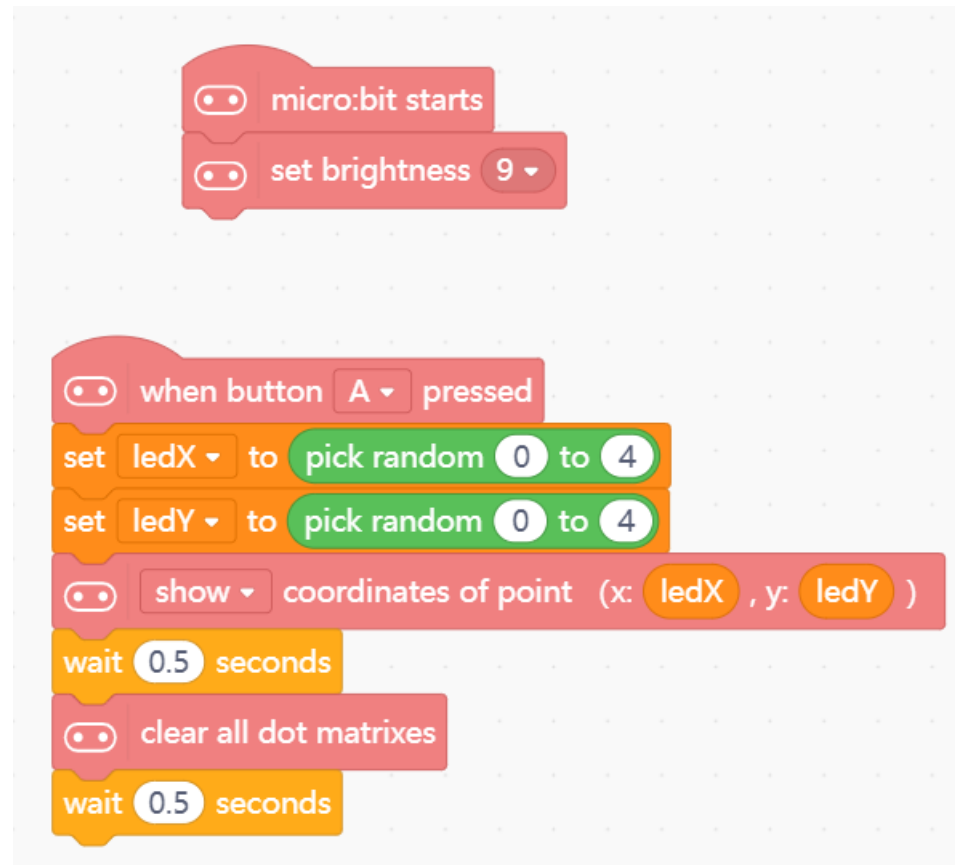 micro:bit starts
set brightness 9
when button A pressed
set ledX to pick random 0 to 4
set ledY to pick random 0 to 4
show coordinates of point (x: ledX , y: ledY )
wait 0.5 seconds
clear all dot matrixes
wait 0.5 seconds